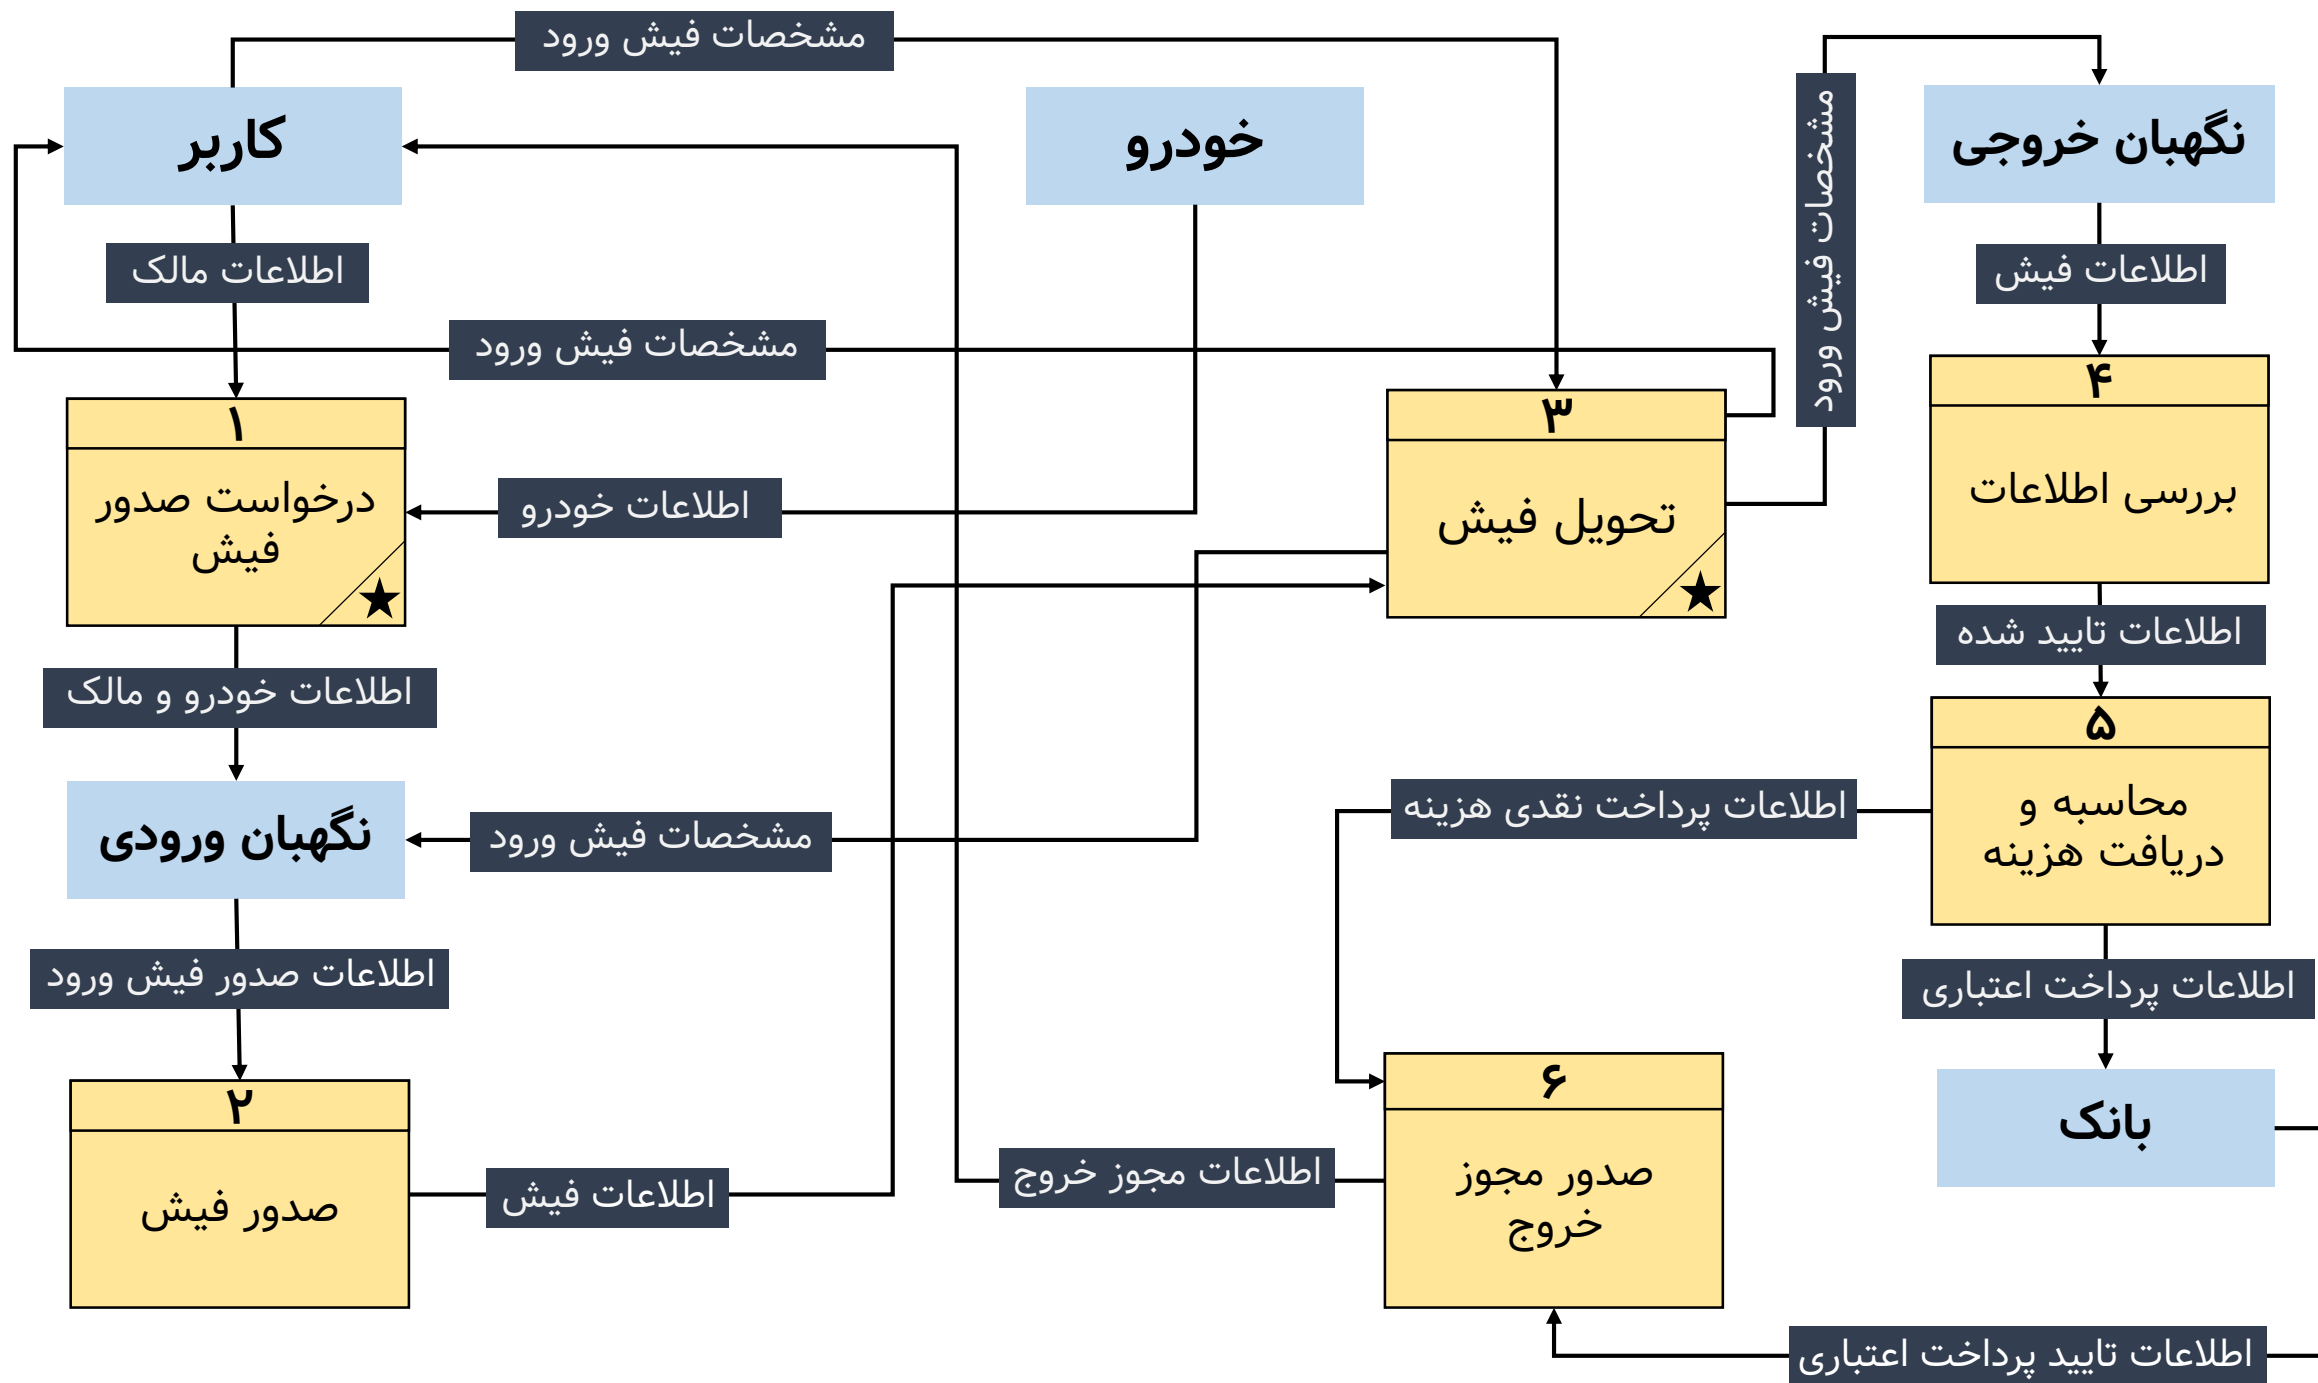 مشخصات فیش ورود
کاربر
خودرو
نگهبان خروجی
مشخصات فیش ورود
اطلاعات مالک
اطلاعات فیش
مشخصات فیش ورود
۱
درخواست صدور
فیش
۳
تحویل فیش
۴
بررسی اطلاعات
اطلاعات خودرو
اطلاعات تایید شده
اطلاعات خودرو و مالک
۵
محاسبه و
دریافت هزینه
نگهبان ورودی
مشخصات فیش ورود
اطلاعات پرداخت نقدی هزینه
اطلاعات صدور فیش ورود
اطلاعات پرداخت اعتباری
۲
صدور فیش
۶
صدور مجوز
خروج
بانک
اطلاعات فیش
اطلاعات مجوز خروج
اطلاعات تایید پرداخت اعتباری